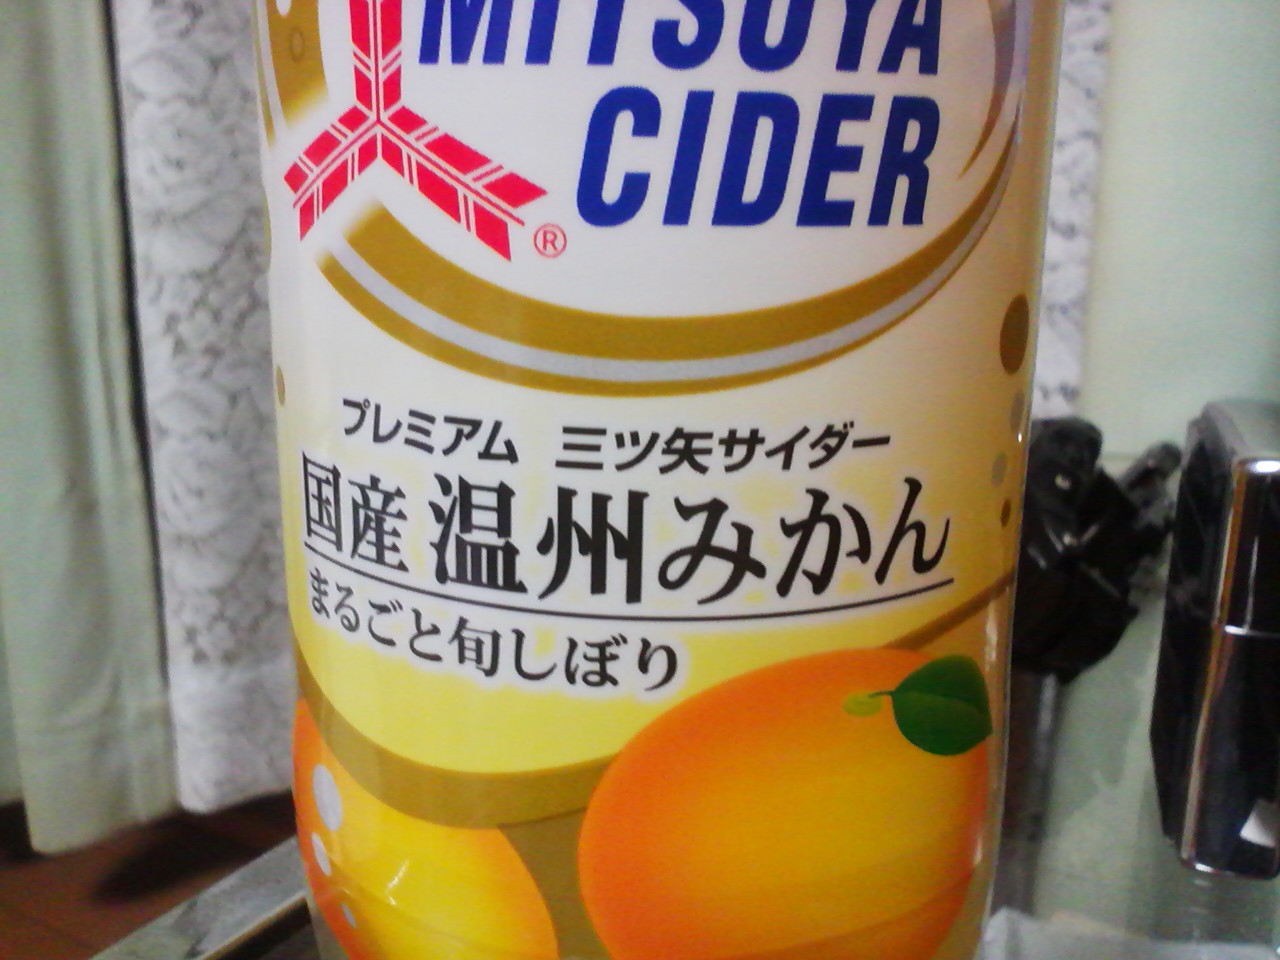 MITSUYA
CIDER
®
プレミアム 三ツ矢サイダー
国産 温州みかん
まるごと旬しぼり